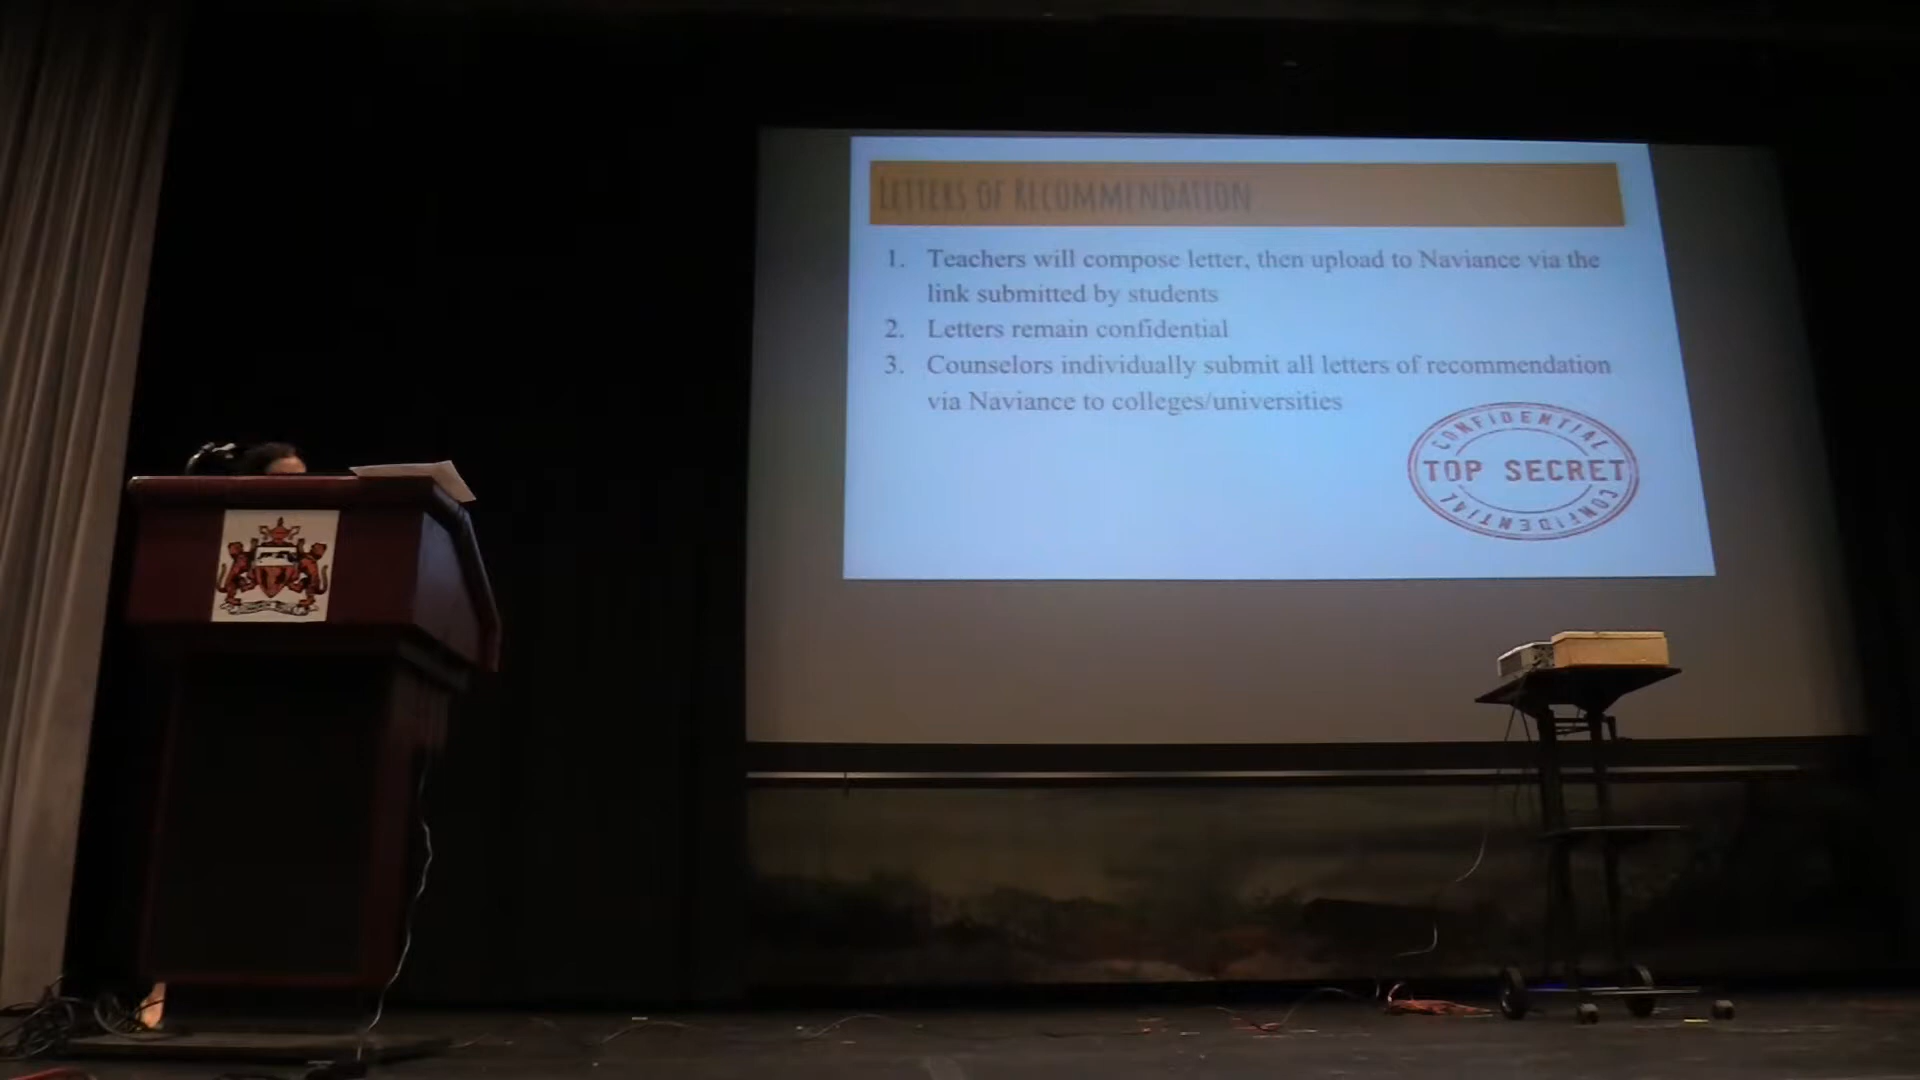 LETTERS OF RECOMMENDATION
1. Teachers will compose letter, then upload to Naviance via the
link submitted by students
2. Letters remain confidential
3. Counselors individually submit all letters of recommendation
via Naviance to colleges/universities
CONFIDENTIAL
TOP SECRET
CONFIDENTIAL